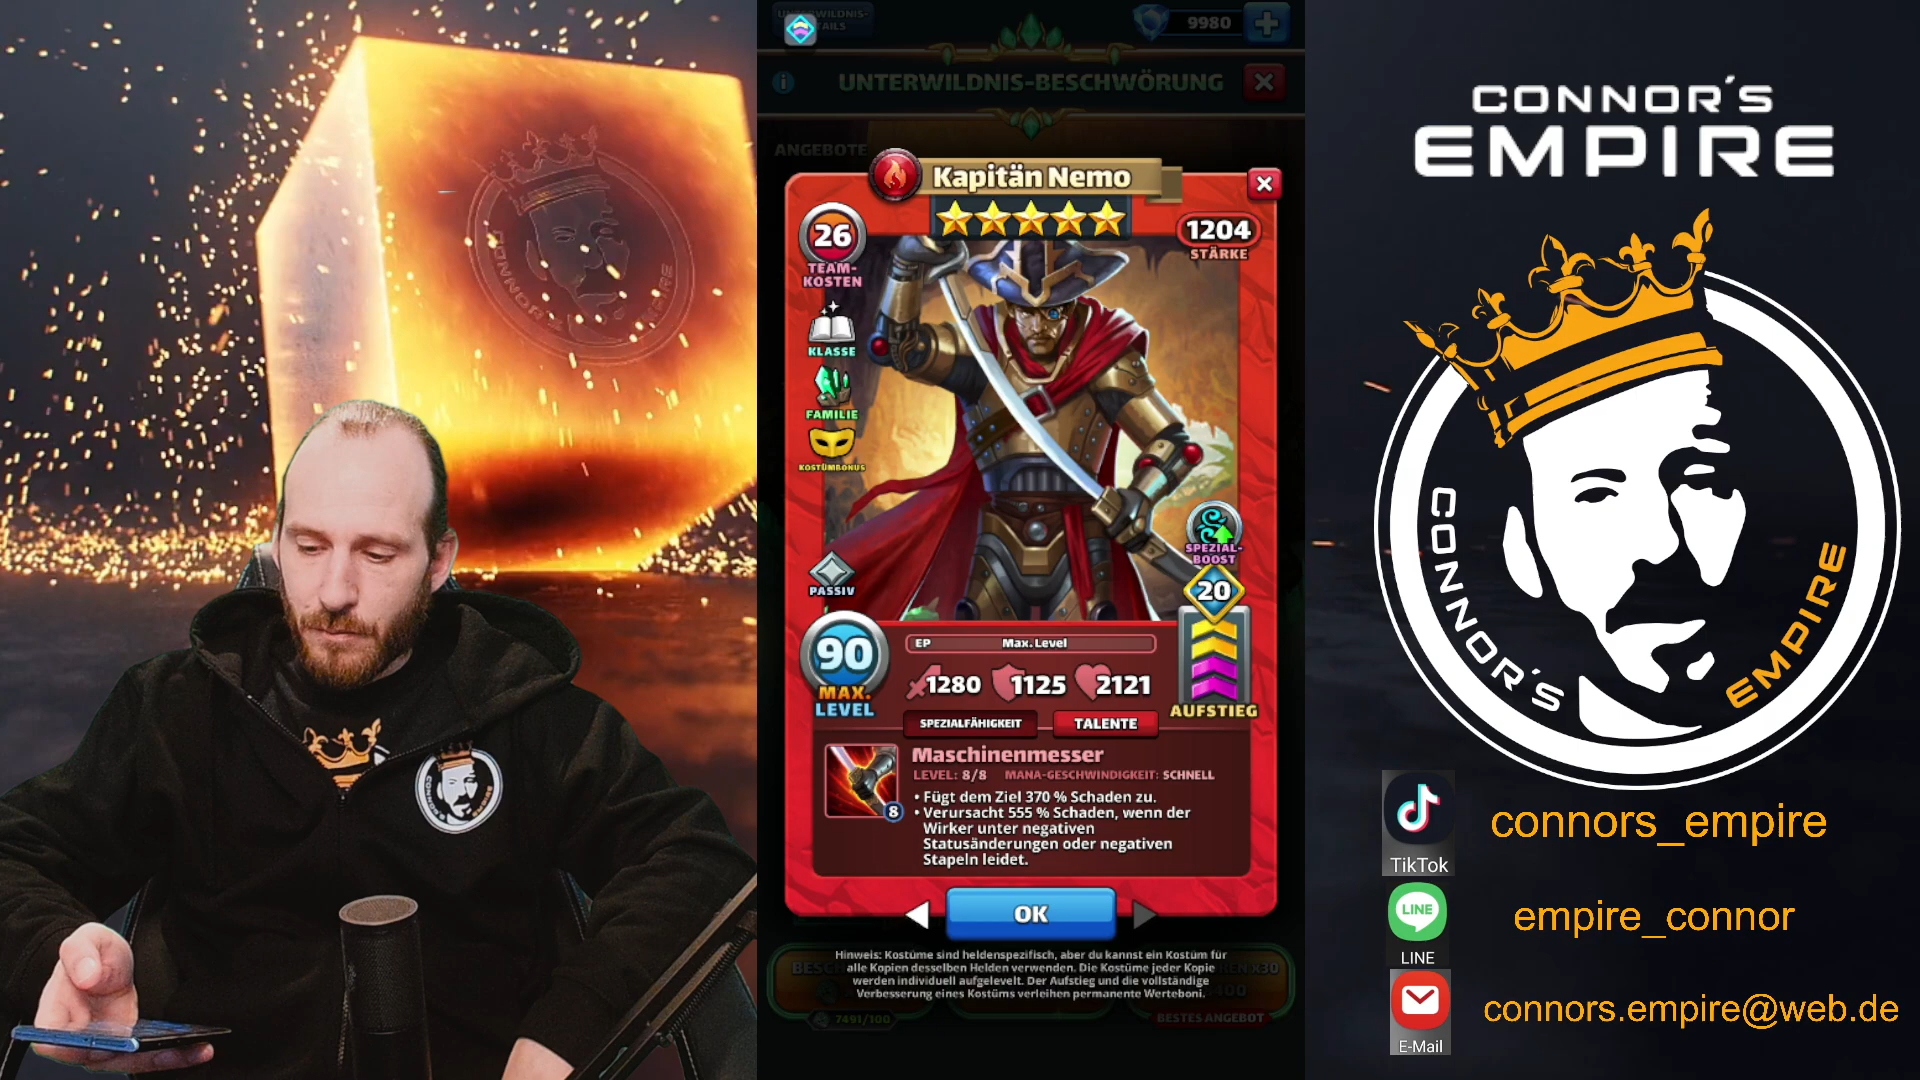 9980
UNTERWILDNIS-BESCHWÖRUNG
ANGEBOTE
Kapitän Nemo
26
TEAM-
KOSTEN
1204
STÄRKE
KLASSE
FAMILIE
KOSTÜMBONUS
SPEZIAL-
BOOST
PASSIV
20
90
MAX.
LEVEL
EP Max. Level
1280 1125 2121
AUFSTIEG
SPEZIALFÄHIGKEIT TALENTE
Maschinenmesser
LEVEL: 8/8 MANA-GESCHWINDIGKEIT: SCHNELL
8
• Fügt dem Ziel 370 % Schaden zu.
• Verursacht 555 % Schaden, wenn der
Wirker unter negativen
Statusänderungen oder negativen
Stapeln leidet.
OK
Hinweis: Kostüme sind heldenspezifisch, aber du kannst ein Kostüm für
alle Kopien desselben Helden verwenden. Die Kostüme jeder Kopie
werden individuell aufgelevelt. Der Aufstieg und die vollständige
Verbesserung eines Kostüms verleihen permanente Werteboni.
7491/100
BESTES ANGEBOT
CONNOR´S
EMPIRE
CONNOR'S
EMPIRE
TikTok
connors_empire
LINE
LINE
empire_connor
E-Mail
connors.empire@web.de